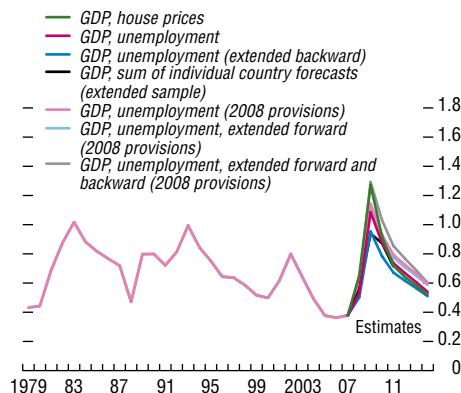 GDP, house prices
GDP, unemployment
GDP, unemployment (extended backward)
GDP, sum of individual country forecasts
(extended sample)
GDP, unemployment (2008 provisions)
GDP, unemployment, extended forward
(2008 provisions)
GDP, unemployment, extended forward and
backward (2008 provisions)
1.8
1.6
1.4
1.2
1.0
0.8
0.6
0.4
0.2
0
Estimates
1979 83 87 91 95 99 2003 07 11